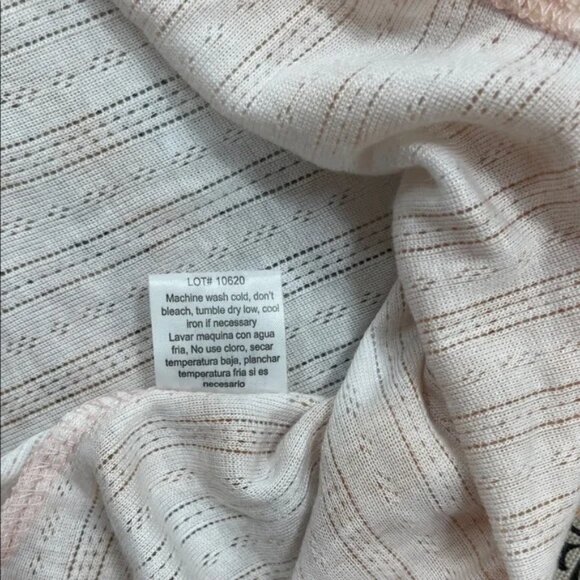 LOT# 10620
Machine wash cold, don't
bleach, tumble dry low, cool
iron if necessary
Lavar maquina con agua
fria, No use cloro, secar
temperatura baja, planchar
temperatura fria si es
necesario